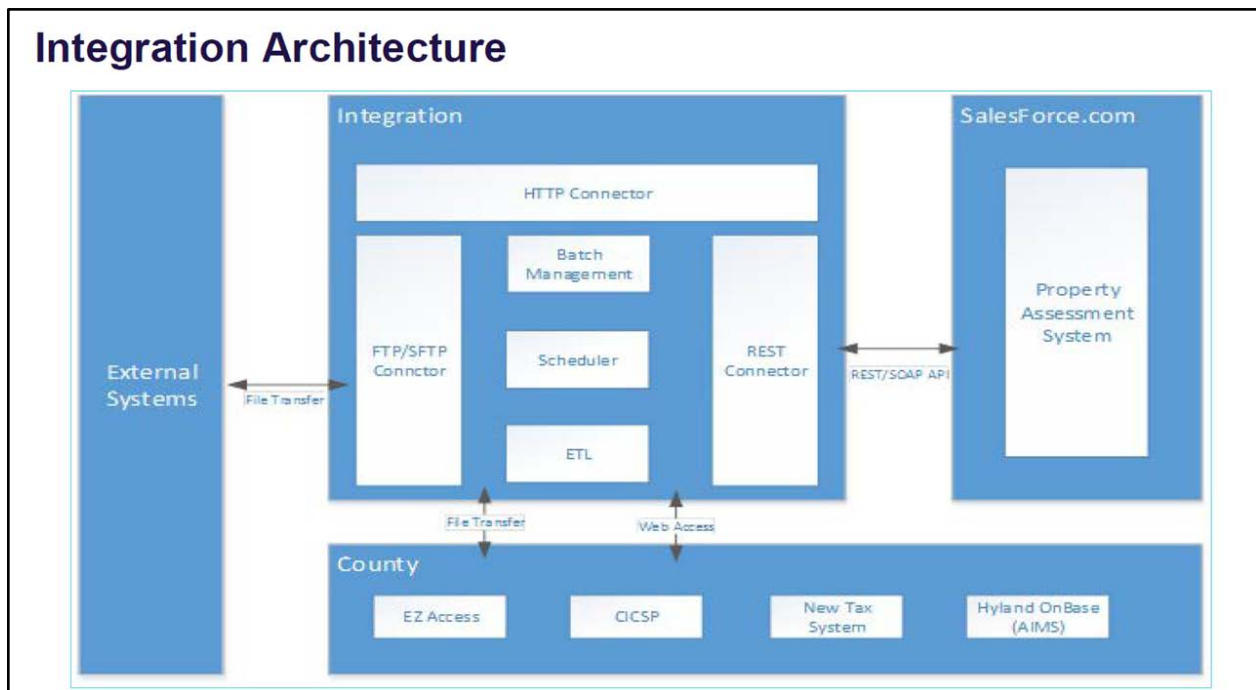 Integration Architecture
External
Systems
File Transfer
Integration
HTTP Connector
FTP/SFTP
Connctor
Batch
Management
Scheduler
ETL
REST
Connector
REST/SOAP API
SalesForce.com
Property
Assessment
System
File Transfer
Web Access
County
EZ Access
CICSP
New Tax
System
Hyland OnBase
(AIMS)